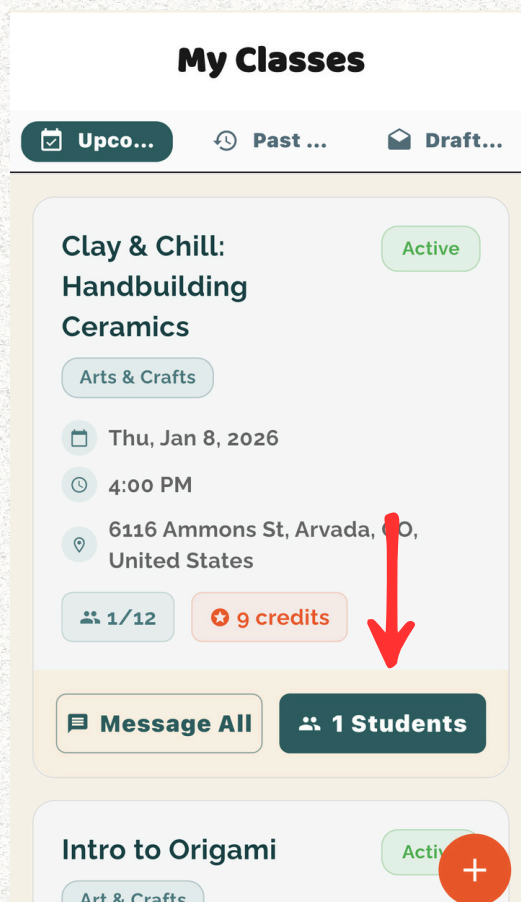 My Classes
Upco...
Past ...
Draft...
Clay & Chill:
Handbuilding
Ceramics
Active
Arts & Crafts
Thu, Jan 8, 2026
4:00 PM
6116 Ammons St, Arvada, CO,
United States
1/12
9 credits
Message All
1 Students
Intro to Origami
Activ
Art & Crafts